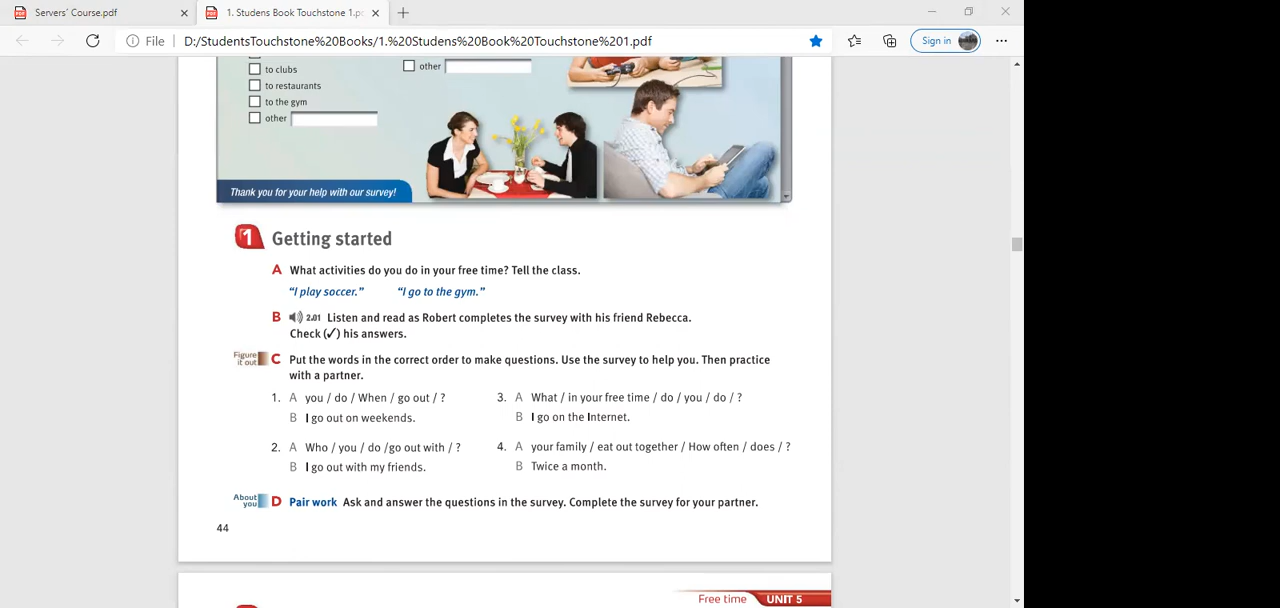 Servers' Course.pdf
1. Studens Book Touchstone 1.pd
File
D:/StudentsTouchstone%20Books/1.%20Studens%20Book%20Touchstone%201.pdf
Sign in
to clubs
to restaurants
to the gym
other
other
Thank you for your help with our survey!
1 Getting started
A What activities do you do in your free time? Tell the class.
"I play soccer." "I go to the gym."
B 2.01 Listen and read as Robert completes the survey with his friend Rebecca.
Check (✓) his answers.
Figure it out
C Put the words in the correct order to make questions. Use the survey to help you. Then practice
with a partner.
1. A you / do / When / go out / ?
B I go out on weekends.
2. A Who / you / do /go out with / ?
B I go out with my friends.
3. A What / in your free time / do / you / do / ?
B I go on the Internet.
4. A your family / eat out together / How often / does / ?
B Twice a month.
About you
D Pair work Ask and answer the questions in the survey. Complete the survey for your partner.
44
Free time UNIT 5